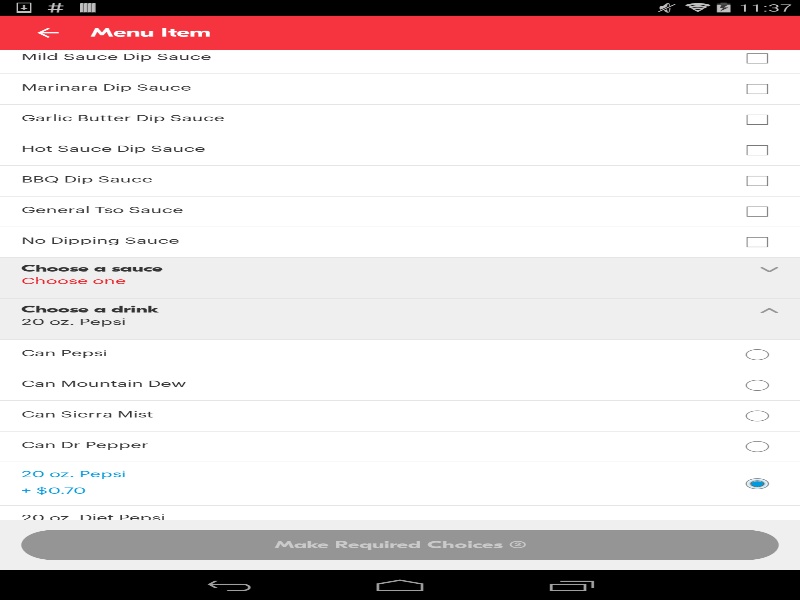 11:37
Menu Item
Mild Sauce Dip Sauce
Marinara Dip Sauce
Garlic Butter Dip Sauce
Hot Sauce Dip Sauce
BBQ Dip Sauce
General Tso Sauce
No Dipping Sauce
Choose a sauce
Choose one
Choose a drink
20 oz. Pepsi
Can Pepsi
Can Mountain Dew
Can Sierra Mist
Can Dr Pepper
20 oz. Pepsi
+ $0.70
20 oz. Diet Pepsi
Make Required Choices ②